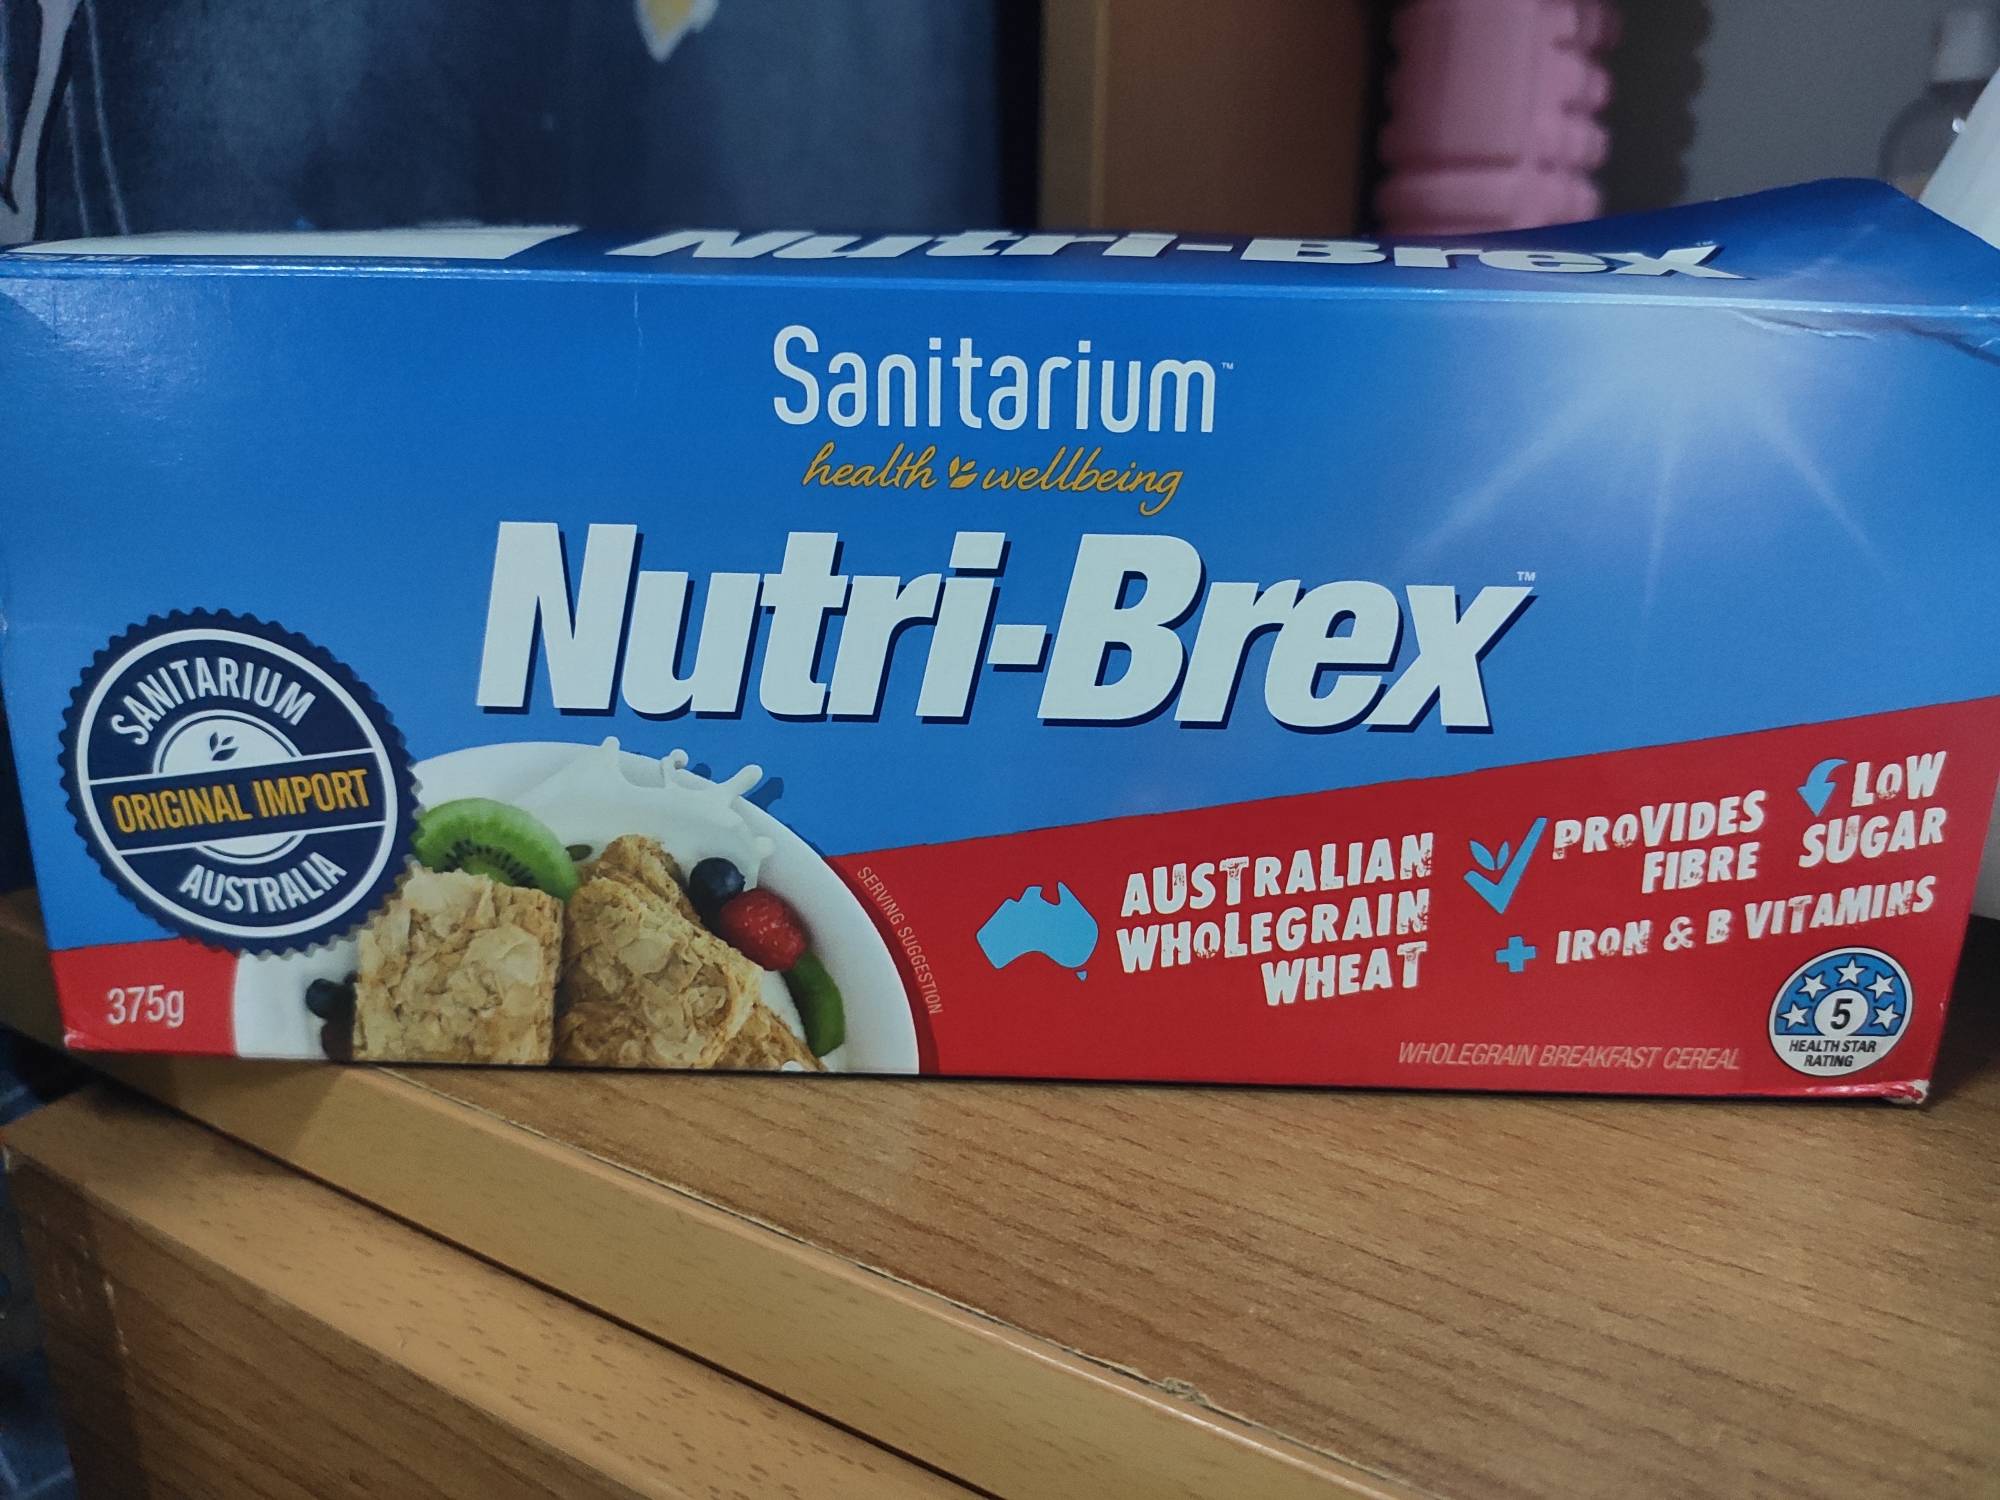 Nutri-Brex
Sanitarium™
health wellbeing
Nutri-Brex™
SANITARIUM
ORIGINAL IMPORT
AUSTRALIA
375g
SERVING SUGGESTION
AUSTRALIAN
WHOLEGRAIN
WHEAT
PROVIDES
FIBRE
LOW
SUGAR
+ IRON & B VITAMINS
WHOLEGRAIN BREAKFAST CEREAL
5
HEALTH STAR
RATING